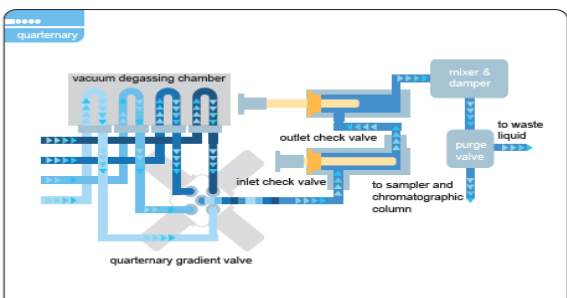 quarternary
vacuum degassing chamber
mixer &
damper
to waste
liquid
outlet check valve
purge
valve
inlet check valve
to sampler and
chromatographic
column
quarternary gradient valve